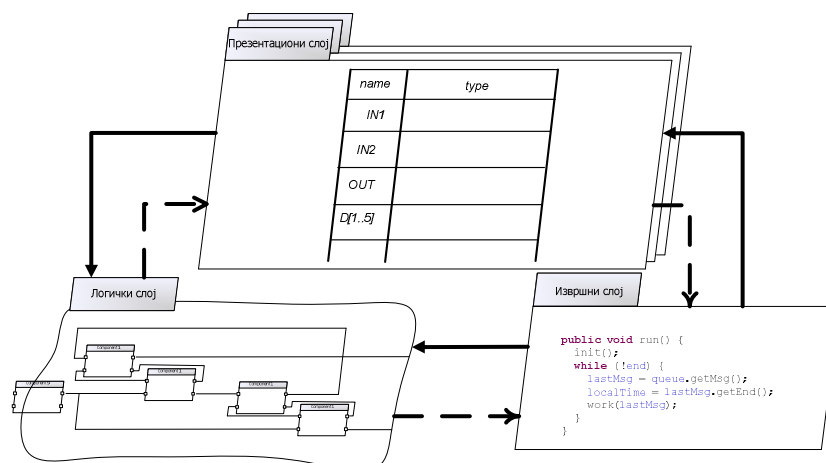 Презентациони слој
name type
IN1
IN2
OUT
D[1..5]
Логички слој
Извршни слој
public void run() {
init();
while (!end) {
lastMsg = queue.getMsg();
localTime = lastMsg.getEnd();
work(lastMsg);
}
}